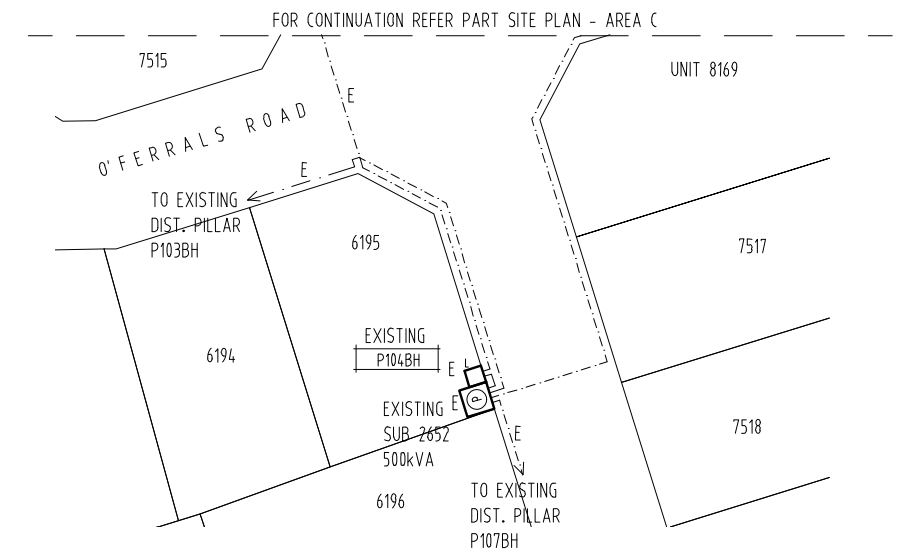 FOR CONTINUATION REFER PART SITE PLAN - AREA C
7515
UNIT 8169
E
O'FERRALS ROAD
E
TO EXISTING
DIST. PILLAR
P103BH
6195
7517
EXISTING
P104BH
6194
E
E
EXISTING
SUB 2652
500kVA
P
7518
E
6196
TO EXISTING
DIST. PILLAR
P107BH